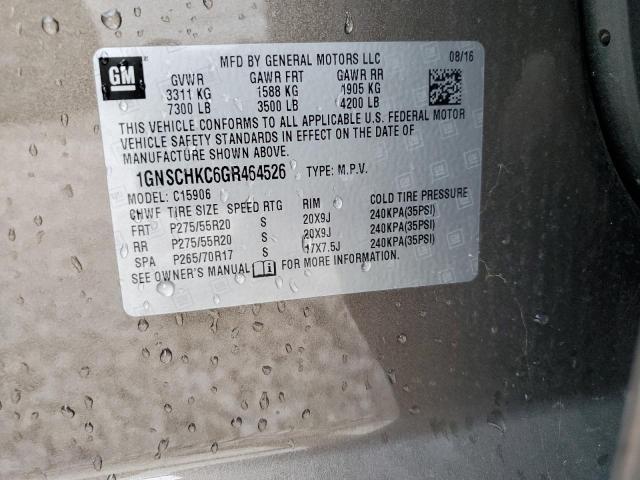 GM
MFD BY GENERAL MOTORS LLC 08/16
GVWR GAWR FRT GAWR RR
3311 KG 1588 KG 1905 KG
7300 LB 3500 LB 4200 LB
THIS VEHICLE CONFORMS TO ALL APPLICABLE U.S. FEDERAL MOTOR
VEHICLE SAFETY STANDARDS IN EFFECT ON THE DATE OF
MANUFACTURE SHOWN ABOVE.
1GNSCHKC6GR464526 TYPE: M.P.V.
MODEL: C15906
CHWF TIRE SIZE SPEED RTG RIM COLD TIRE PRESSURE
FRT P275/55R20 S 20X9J 240KPA(35PSI)
RR P275/55R20 S 20X9J 240KPA(35PSI)
SPA P265/70R17 S 17X7.5J 240KPA(35PSI)
SEE OWNER'S MANUAL i FOR MORE INFORMATION.